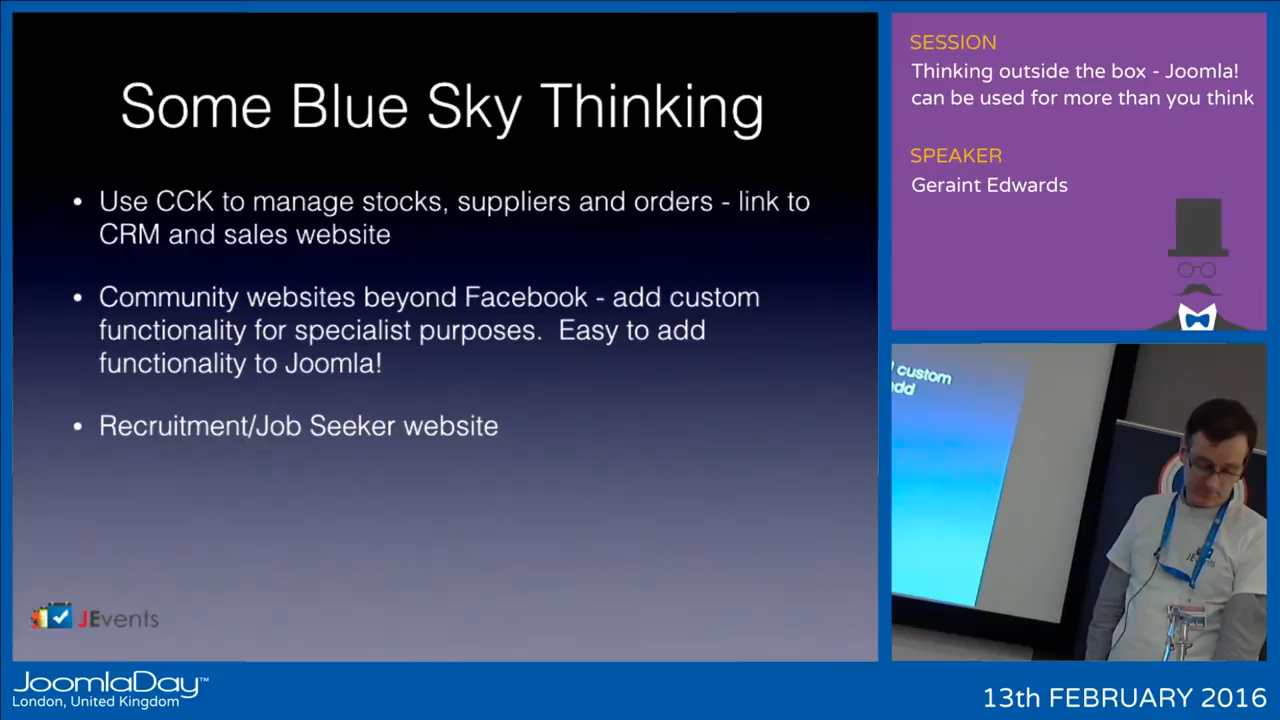 Some Blue Sky Thinking
• Use CCK to manage stocks, suppliers and orders - link to
CRM and sales website
• Community websites beyond Facebook - add custom
functionality for specialist purposes.  Easy to add
functionality to Joomla!
• Recruitment/Job Seeker website
JEvents
SESSION
Thinking outside the box - Joomla!
can be used for more than you think
SPEAKER
Geraint Edwards
custom
add
JoomlaDay™
London, United Kingdom
13th FEBRUARY 2016